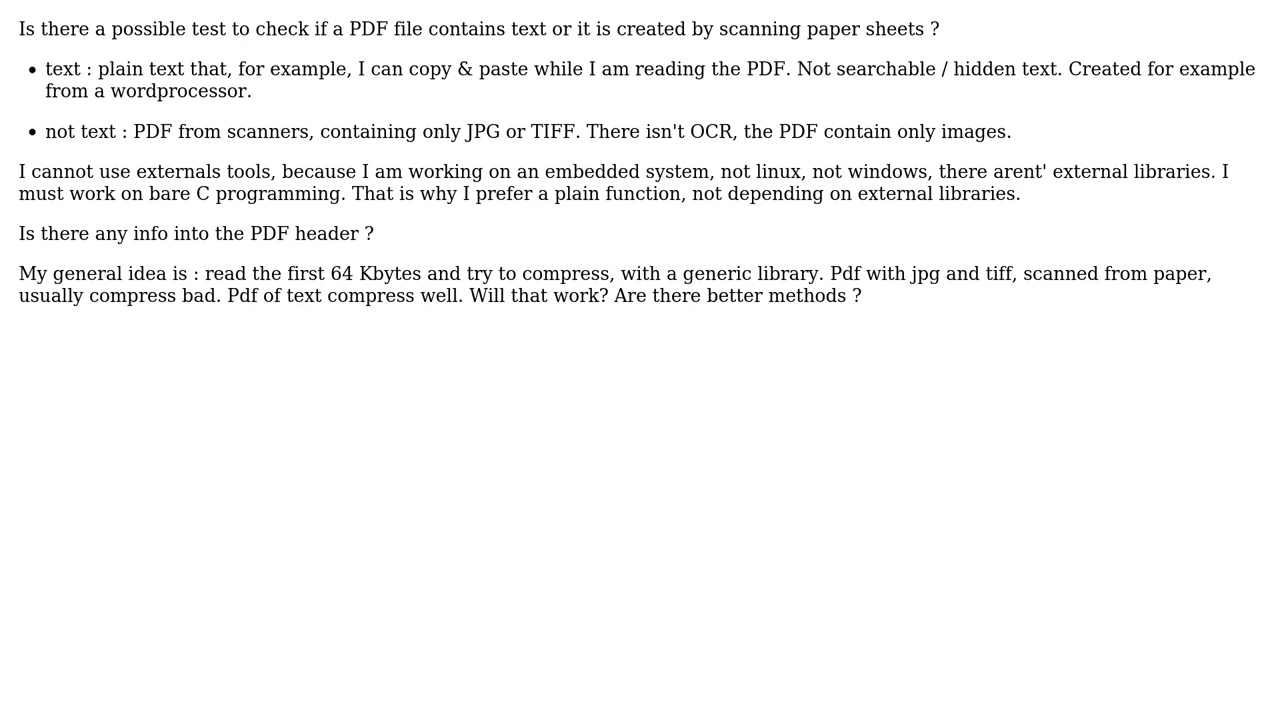 Is there a possible test to check if a PDF file contains text or it is created by scanning paper sheets ?
• text : plain text that, for example, I can copy & paste while I am reading the PDF. Not searchable / hidden text. Created for example
from a wordprocessor.
• not text : PDF from scanners, containing only JPG or TIFF. There isn't OCR, the PDF contain only images.
I cannot use externals tools, because I am working on an embedded system, not linux, not windows, there arent' external libraries. I
must work on bare C programming. That is why I prefer a plain function, not depending on external libraries.
Is there any info into the PDF header ?
My general idea is : read the first 64 Kbytes and try to compress, with a generic library. Pdf with jpg and tiff, scanned from paper,
usually compress bad. Pdf of text compress well. Will that work? Are there better methods ?